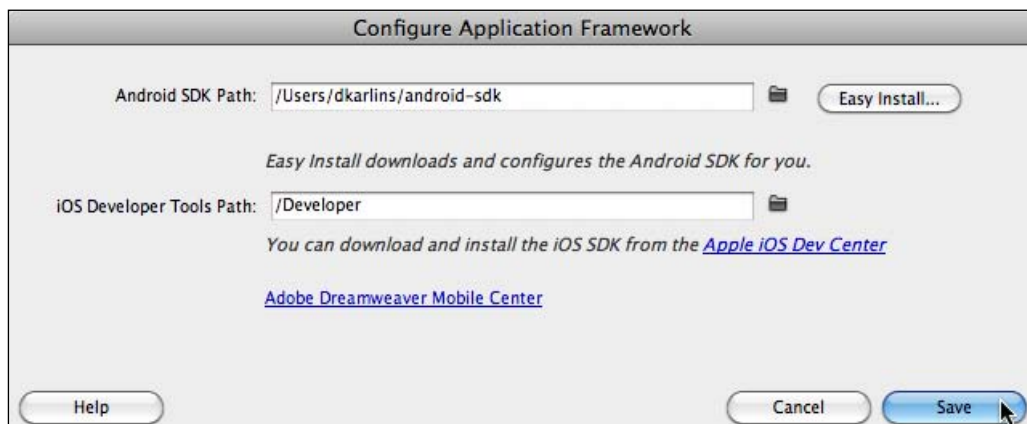 Configure Application Framework
Android SDK Path: /Users/dkarlins/android-sdk Easy Install...
Easy Install downloads and configures the Android SDK for you.
iOS Developer Tools Path: /Developer
You can download and install the iOS SDK from the Apple iOS Dev Center
Adobe Dreamweaver Mobile Center
Help Cancel Save